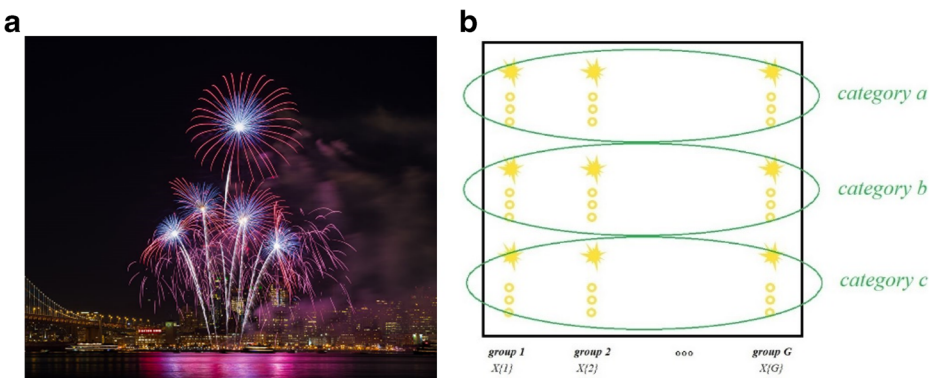 a
b
category a
category b
category c
group 1
group 2
ooo
group G
X{1}
X{2}
X{G}